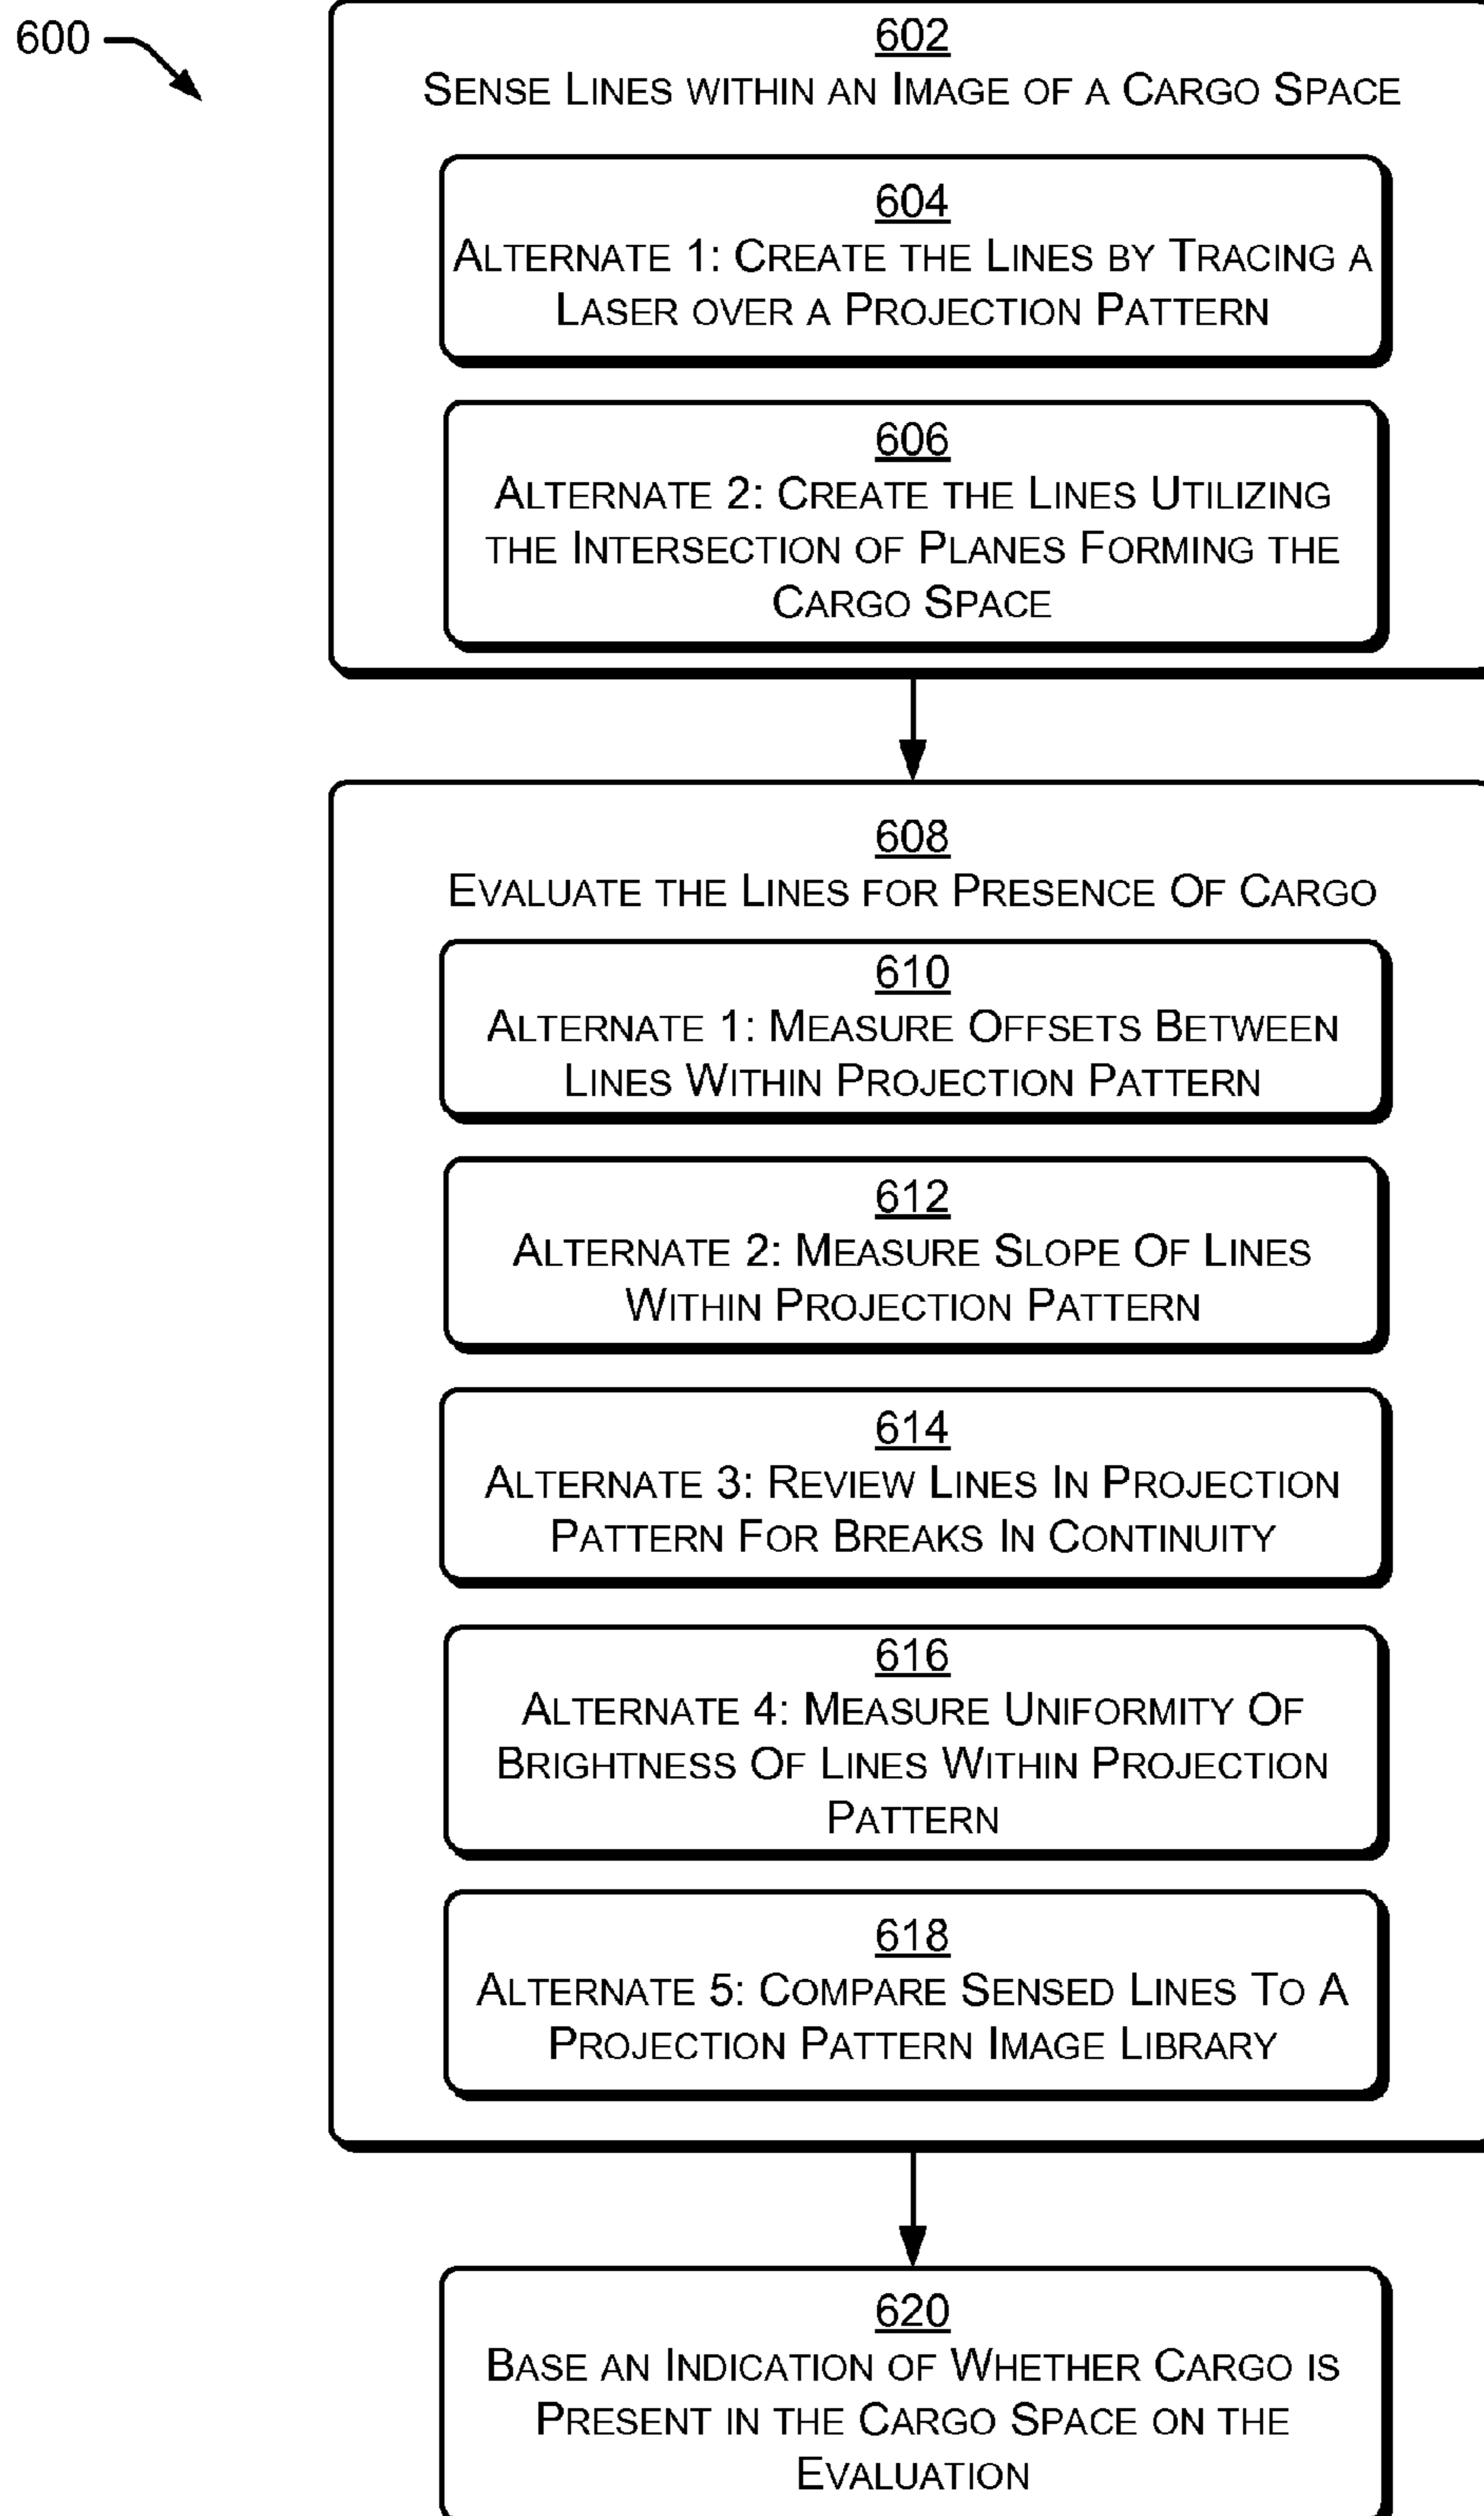 600
602
SENSE LINES WITHIN AN IMAGE OF A CARGO SPACE
604
ALTERNATE 1: CREATE THE LINES BY TRACING A
LASER OVER A PROJECTION PATTERN
606
ALTERNATE 2: CREATE THE LINES UTILIZING
THE INTERSECTION OF PLANES FORMING THE
CARGO SPACE
608
EVALUATE THE LINES FOR PRESENCE OF CARGO
610
ALTERNATE 1: MEASURE OFFSETS BETWEEN
LINES WITHIN PROJECTION PATTERN
612
ALTERNATE 2: MEASURE SLOPE OF LINES
WITHIN PROJECTION PATTERN
614
ALTERNATE 3: REVIEW LINES IN PROJECTION
PATTERN FOR BREAKS IN CONTINUITY
616
ALTERNATE 4: MEASURE UNIFORMITY OF
BRIGHTNESS OF LINES WITHIN PROJECTION
PATTERN
618
ALTERNATE 5: COMPARE SENSED LINES TO A
PROJECTION PATTERN IMAGE LIBRARY
620
BASE AN INDICATION OF WHETHER CARGO IS
PRESENT IN THE CARGO SPACE ON THE
EVALUATION